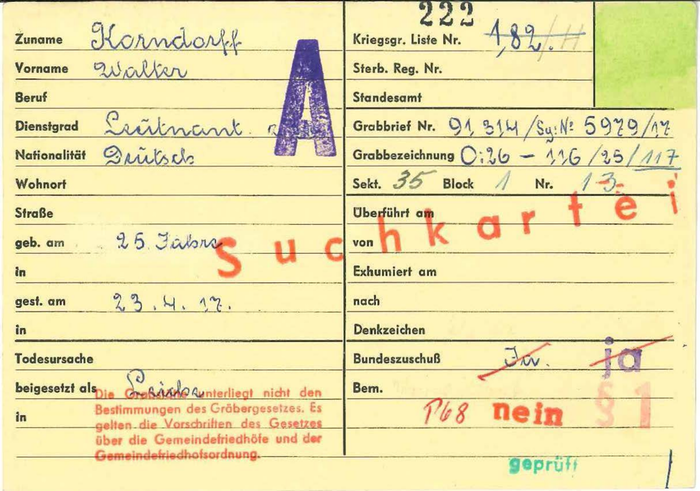 222
Zuname Korndorff
Vorname Walter
Beruf
Dienstgrad Leutnant
Nationalität Deutsch
Wohnort
Straße
geb. am 25 Jahre
in
gest. am 23.4.17.
in
Todesursache
beigesetzt als Leiche
in
Die Grabstätte unterliegt nicht den
Bestimmungen des Gräbergesetzes. Es
gelten die Vorschriften des Gesetzes
über die Gemeindefriedhöfe und der
Gemeindefriedhofsordnung.
A
Suchkartei
Kriegsgr. Liste Nr. 1,82/
Sterb. Reg. Nr.
Standesamt
Grabbrief Nr. 91 314/Sy:№ 5979/17
Grabbezeichnung O:26 – 116/25/117
Sekt. 35 Block 1 Nr. 13
Überführt am
von
Exhumiert am
nach
Denkzeichen
Bundeszuschuß ja
Bem.
P68 nein § 1
geprüft